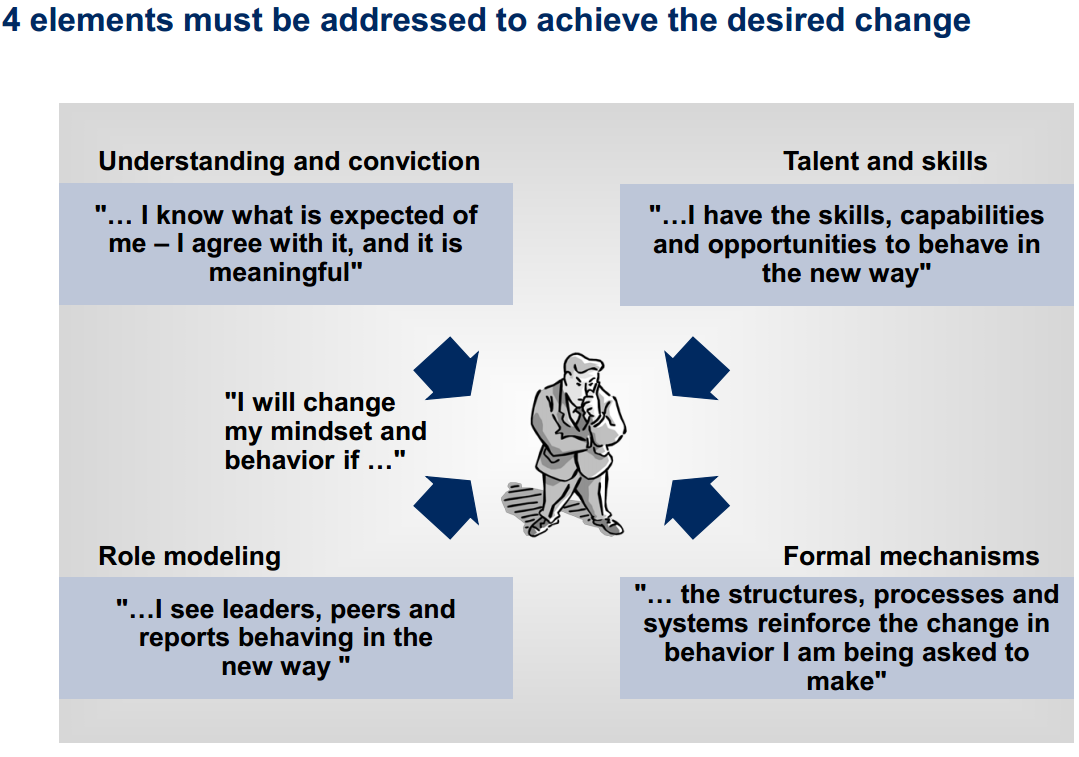 4 elements must be addressed to achieve the desired change
Understanding and conviction
"… I know what is expected of
me – I agree with it, and it is
meaningful"
Talent and skills
"…I have the skills, capabilities
and opportunities to behave in
the new way"
"I will change
my mindset and
behavior if …"
Role modeling
"…I see leaders, peers and
reports behaving in the
new way "
Formal mechanisms
"… the structures, processes and
systems reinforce the change in
behavior I am being asked to
make"